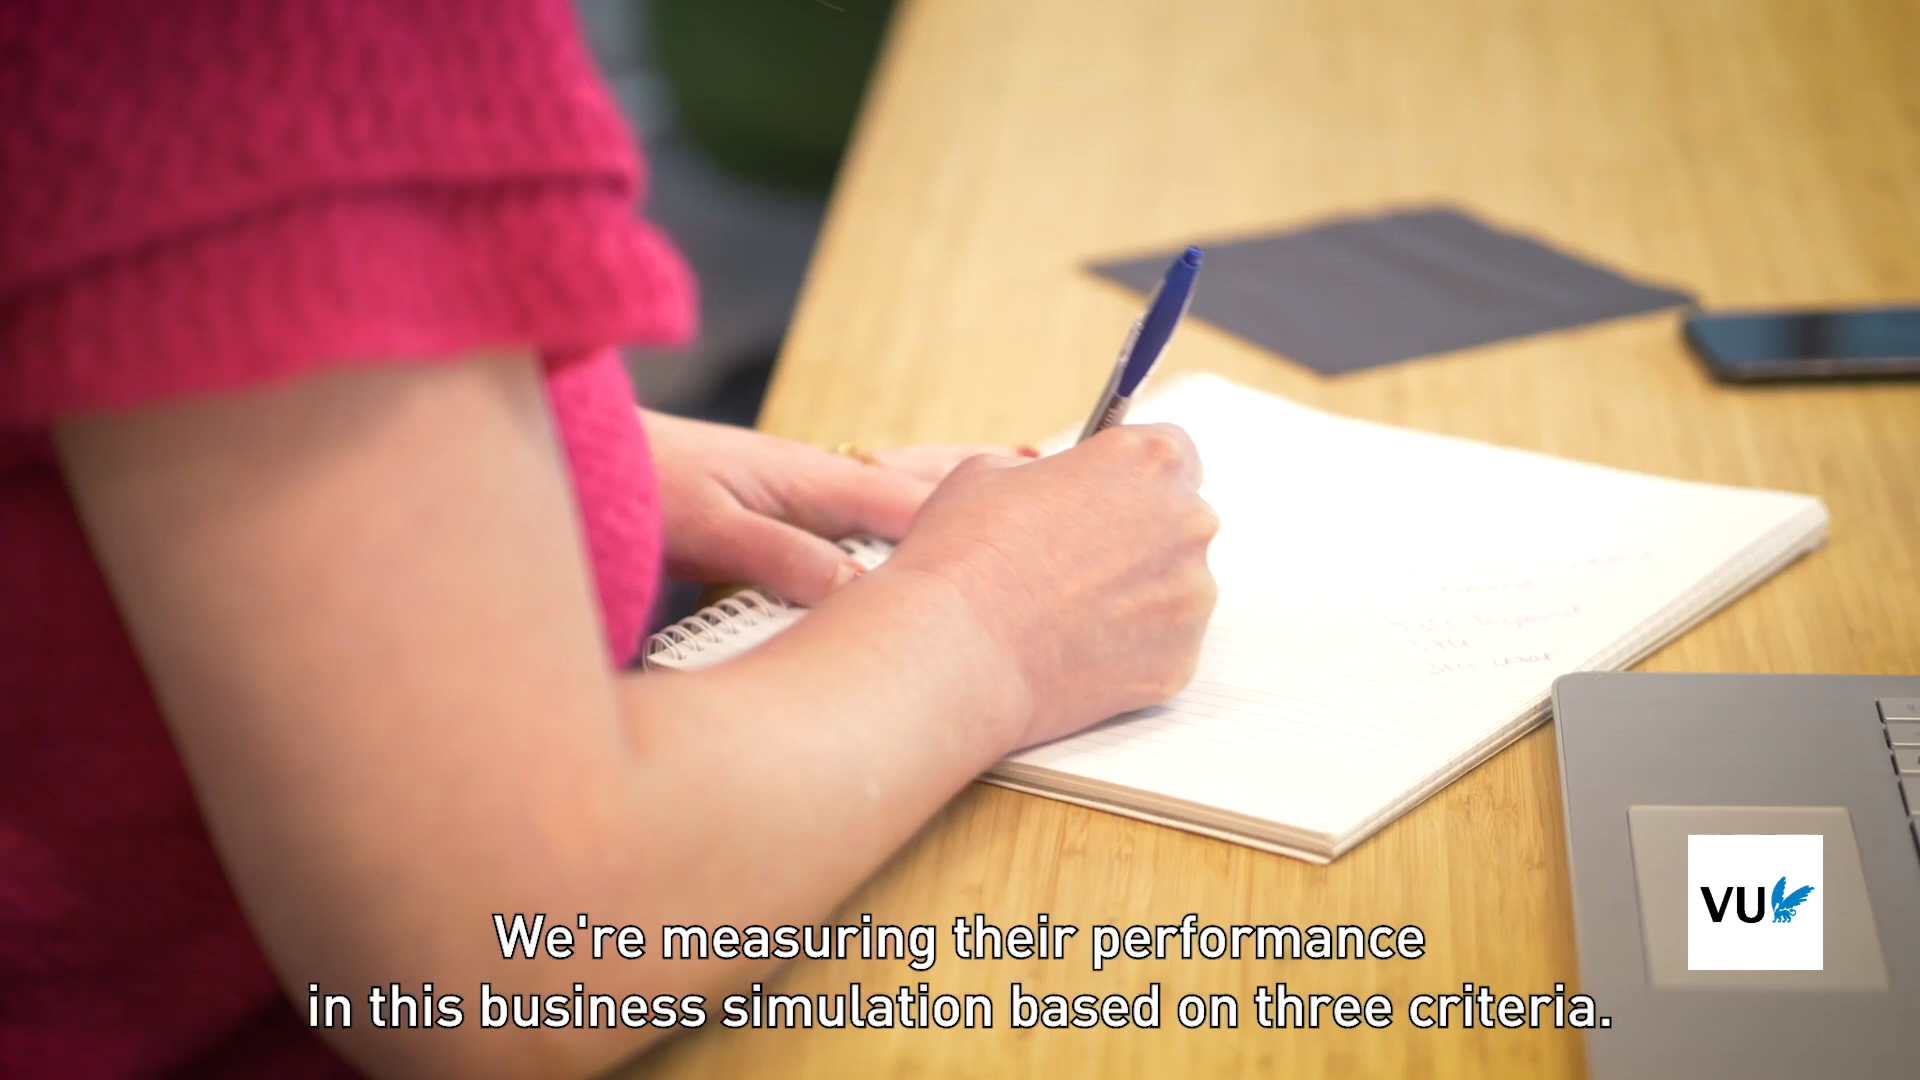 We're measuring their performance
in this business simulation based on three criteria.
VU